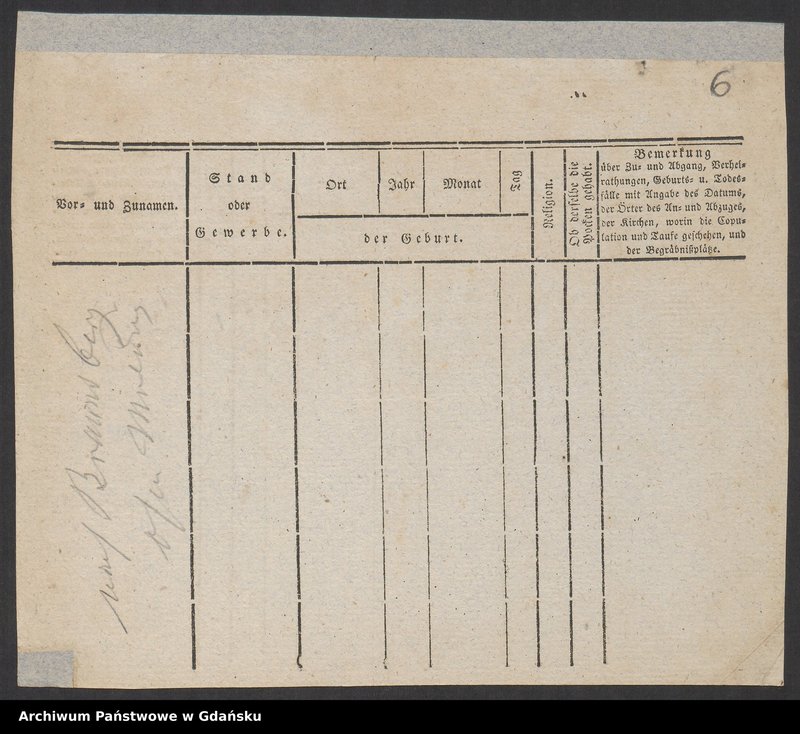 6
Vor- und Zunamen.
Stand
oder
Gewerbe.
Ort
Jahr
Monat
Tag
der Geburt.
Religion.
Ob derselbe die
Pocken gehabt.
Bemerkung
über Zu- und Abgang, Verhei-
rathungen, Geburts- u. Todes-
fälle mit Angabe des Datums,
der Örter des An- und Abzuges,
der Kirchen, worin die Copu-
lation und Taufe geschehen, und
der Begräbnißplätze.
nach Braunsberg
Archiwum Państwowe w Gdańsku